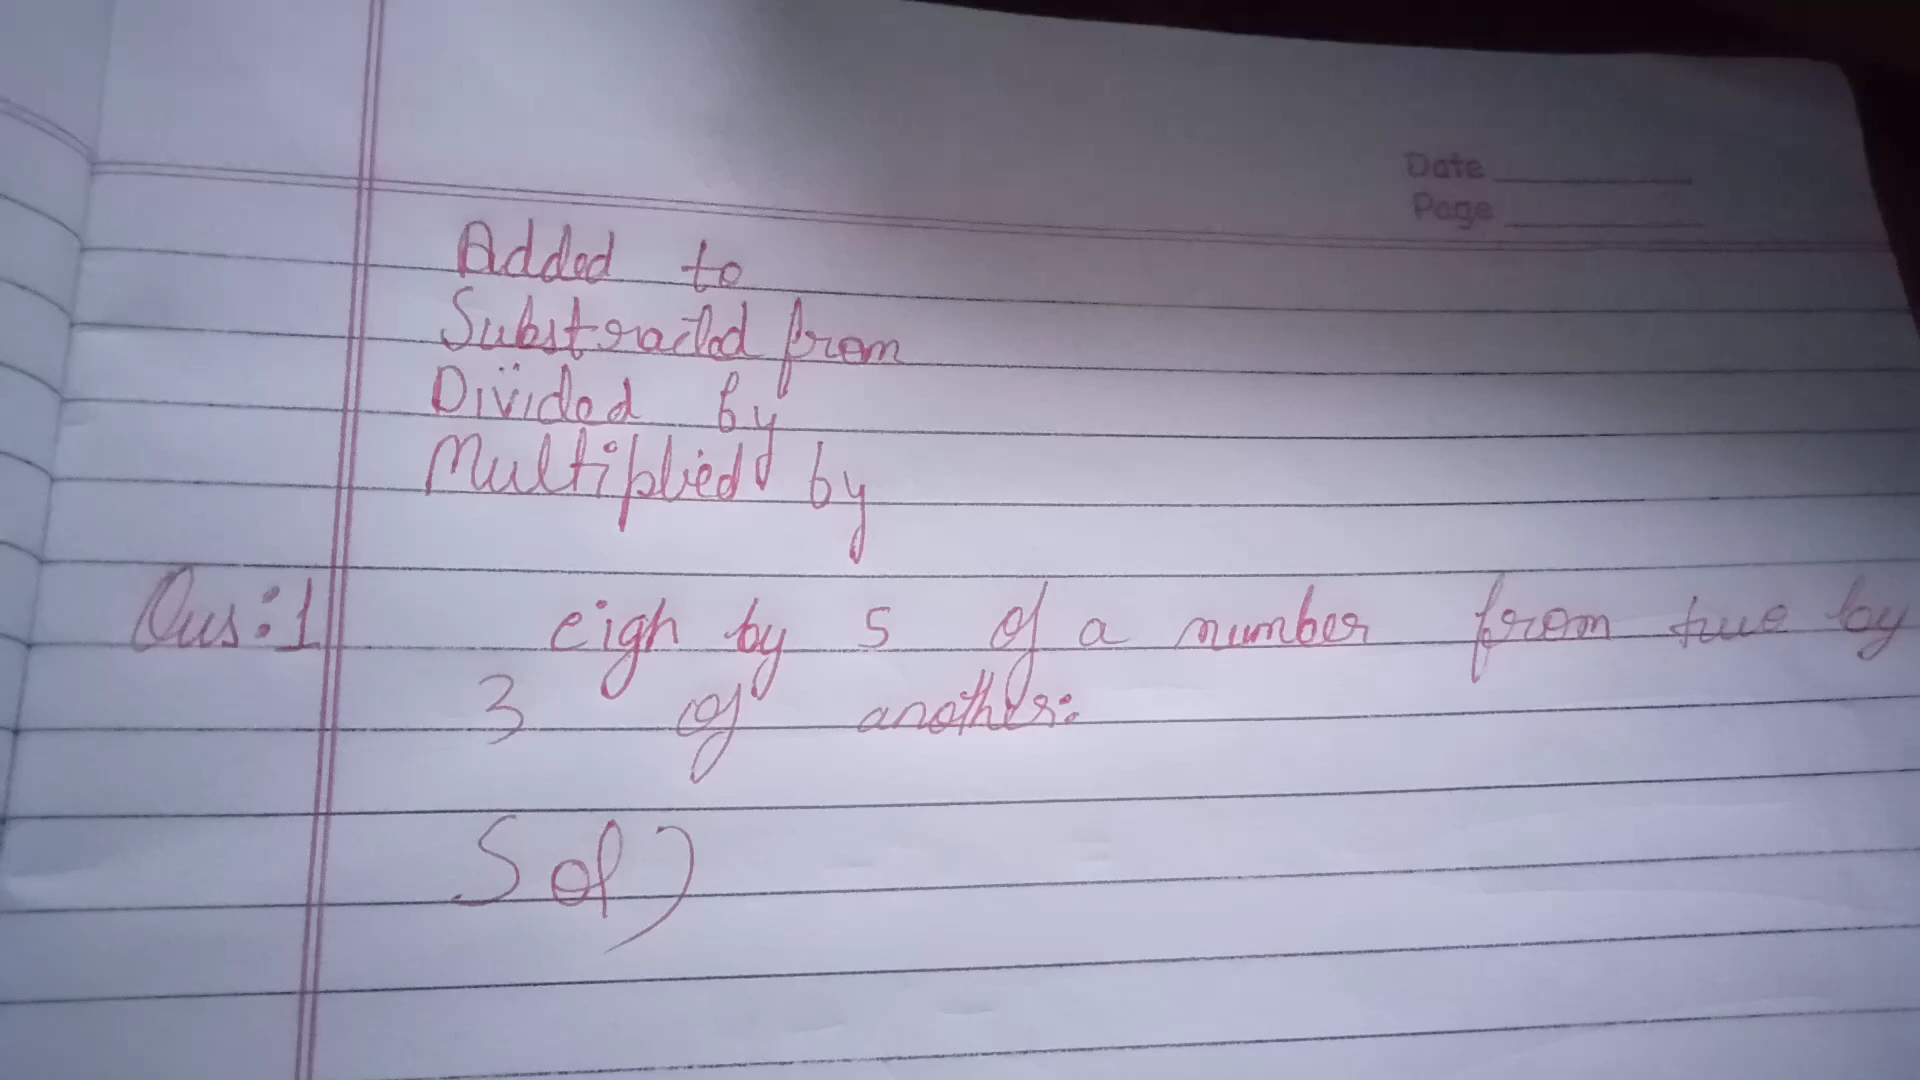 Date
Page
Added to
Substracted from
Divided by
Multiplied by
Qus:1 eigh by 5 of a number from two by
3 of another:
Sol)